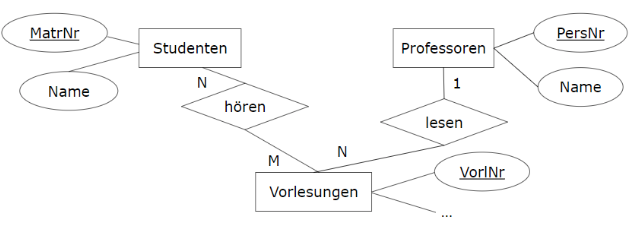 MatrNr
Studenten
Professoren
PersNr
Name
N
hören
1
lesen
Name
M
N
Vorlesungen
VorlNr
...